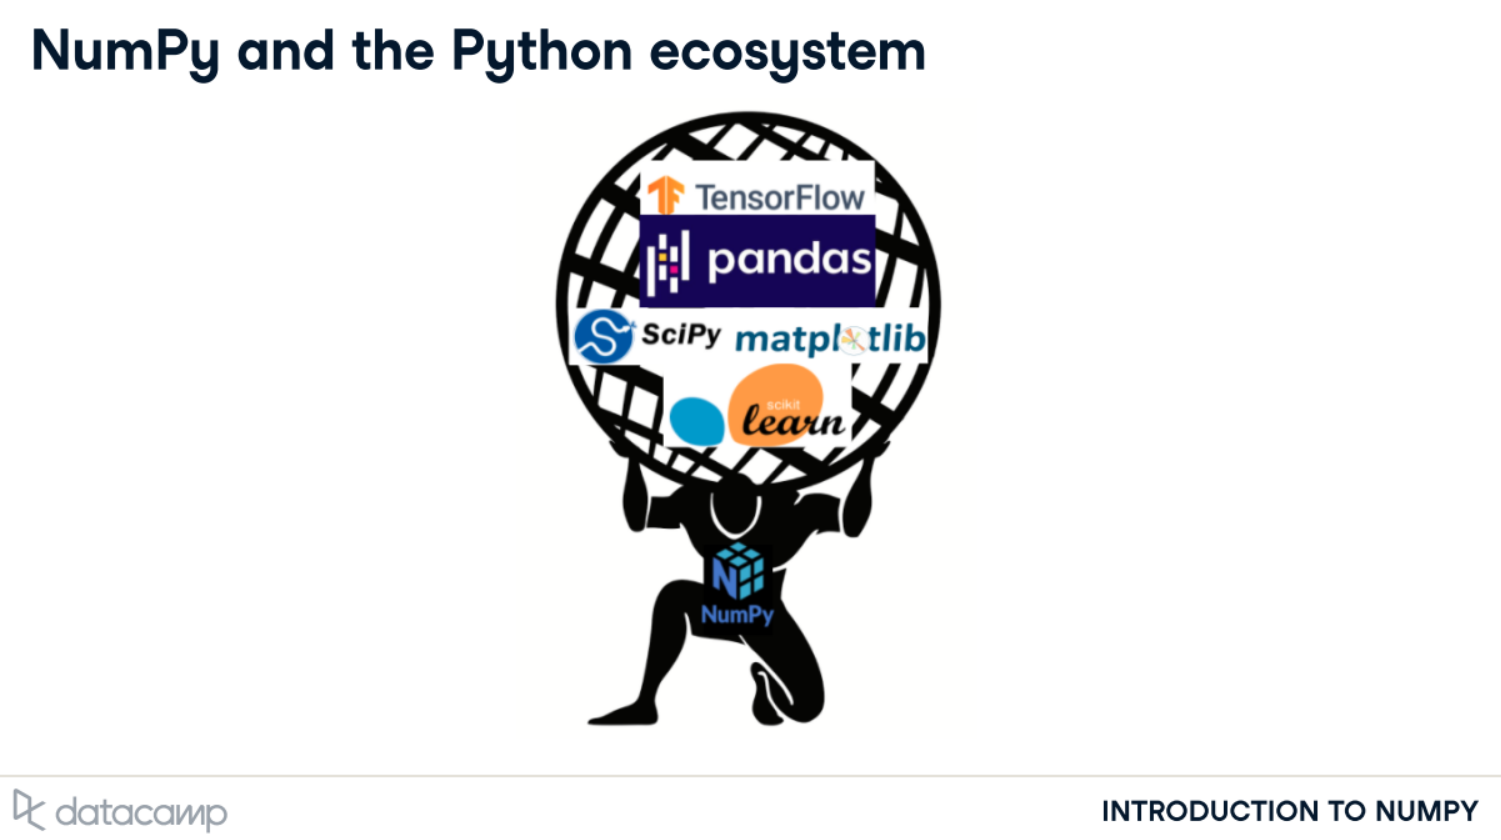 NumPy and the Python ecosystem
TensorFlow
pandas
SciPy matplotlib
scikit
learn
NumPy
datacamp
INTRODUCTION TO NUMPY